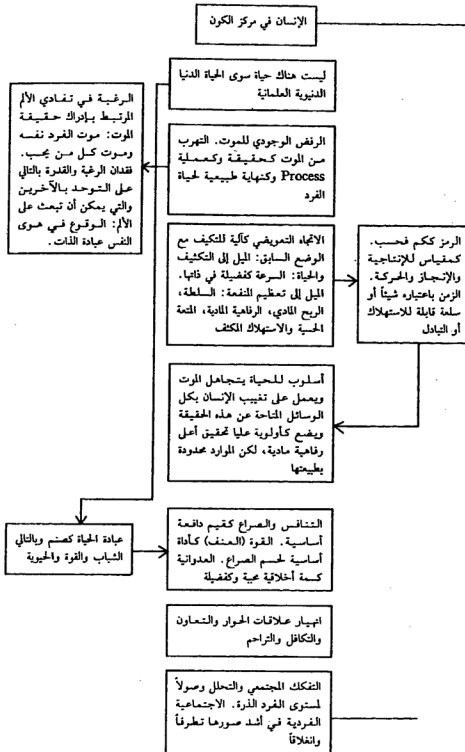 الإنسان في مركز الكون
ليست هناك حياة سوى الحياة الدنيا
الدنيوية العلمانية
الرغبة في تفادي الألم
المرتبط بإدراك حقيقة
الموت: موت الفرد نفسه
وموت كل من يحب.
فقدان الرغبة والقدرة بالتالي
على التوحد بالآخرين
والتي يمكن أن تبعث على
الألم: الوقوع في هوى
النفس عبادة الذات.
الرفض الوجودي للموت. التهرب
من الموت كحقيقة وكعملية
Process وكنهاية طبيعية لحياة
الفرد
الاتجاه التعويضي كآلية للتكيف مع
الوضع السابق: الميل إلى التكثيف
والحياة: السرعة كفضيلة في ذاتها.
الميل إلى تعظيم المنفعة: السلطة،
الربح المادي، الرفاهية المادية، المتعة
الحسية والاستهلاك المكثف
الرمز ككم فحسب.
كمقياس للإنتاجية
والإنجاز والحركة.
الزمن باعتباره شيئاً أو
سلعة قابلة للاستهلاك
أو التبادل
أسلوب للحياة يتجاهل الموت
ويعمل على تغييب الإنسان بكل
الوسائل المتاحة عن هذه الحقيقة
ويضع كأولوية عليا تحقيق أعلى
رفاهية مادية، لكن الموارد محدودة
بطبيعتها
التنافس والصراع كقيم دافعة
أساسية. القوة (العنف) كأداة
أساسية لحسم الصراع. العدوانية
كسمة أخلاقية محببة وكفضيلة
عبادة الحياة كصنم وبالتالي
الشباب والقوة والحيوية
انهيار علاقات الحوار والتعاون
والتكافل والتراحم
التفكك المجتمعي والتحلل وصولاً
لمستوى الفرد الذرة. الاجتماعية
الفردية في أشد صورها تطرفاً
وانغلاقاً